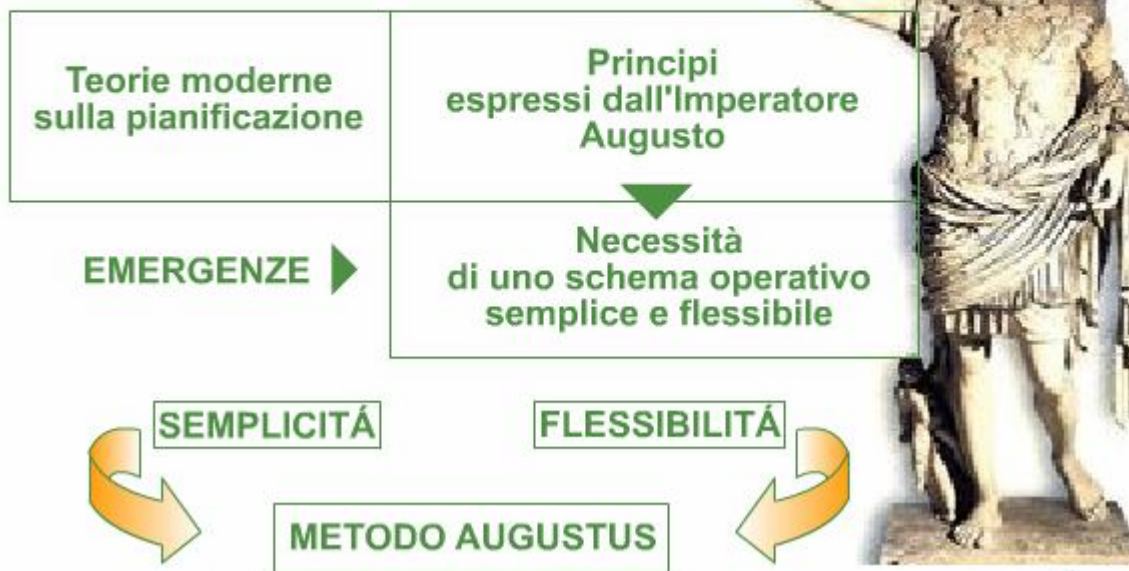 Teorie moderne
sulla pianificazione
Principi
espressi dall'Imperatore
Augusto
EMERGENZE
Necessitá
di uno schema operativo
semplice e flessibile
SEMPLICITÁ
FLESSIBILITÁ
METODO AUGUSTUS